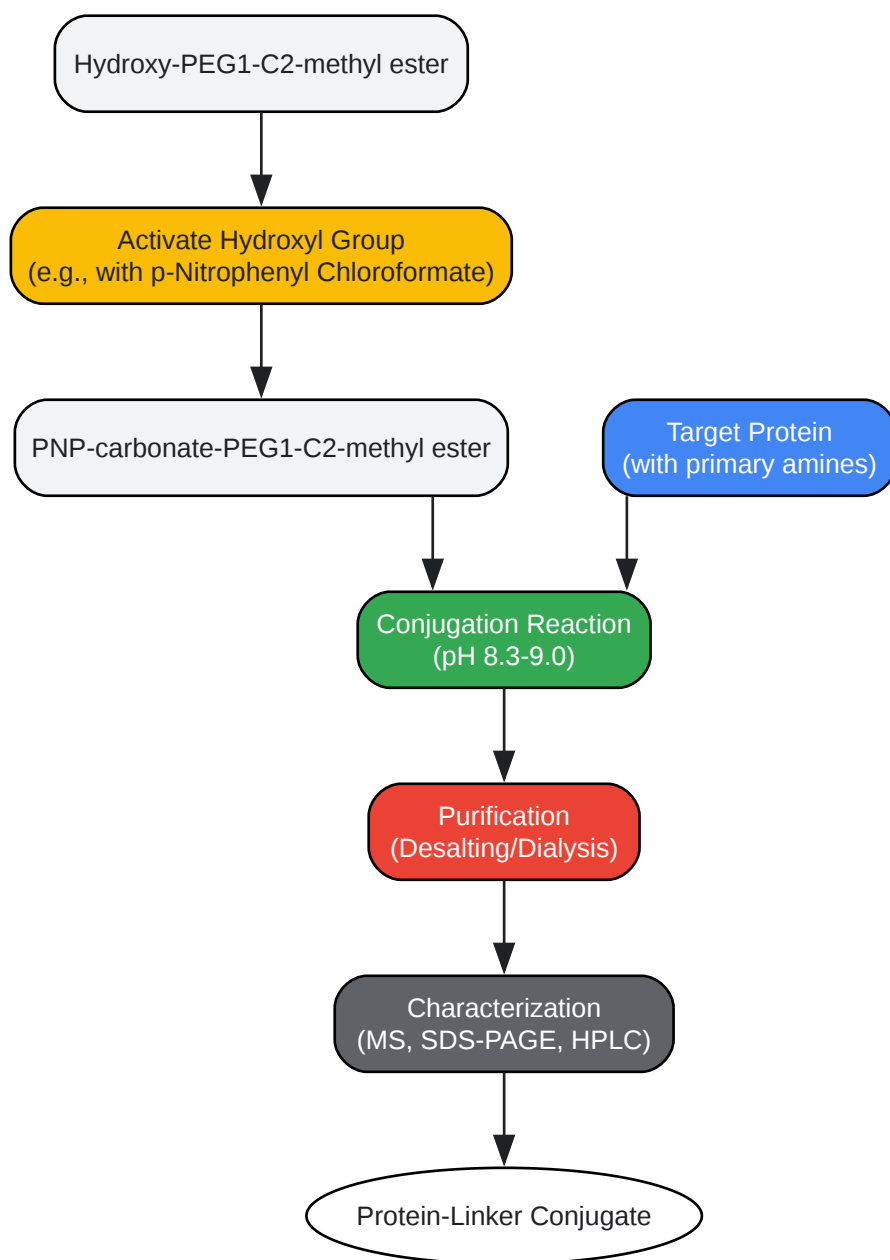 Hydroxy-PEG1-C2-methyl ester
Activate Hydroxyl Group
(e.g., with p-Nitrophenyl Chloroformate)
PNP-carbonate-PEG1-C2-methyl ester
Target Protein
(with primary amines)
Conjugation Reaction
(pH 8.3-9.0)
Purification
(Desalting/Dialysis)
Characterization
(MS, SDS-PAGE, HPLC)
Protein-Linker Conjugate